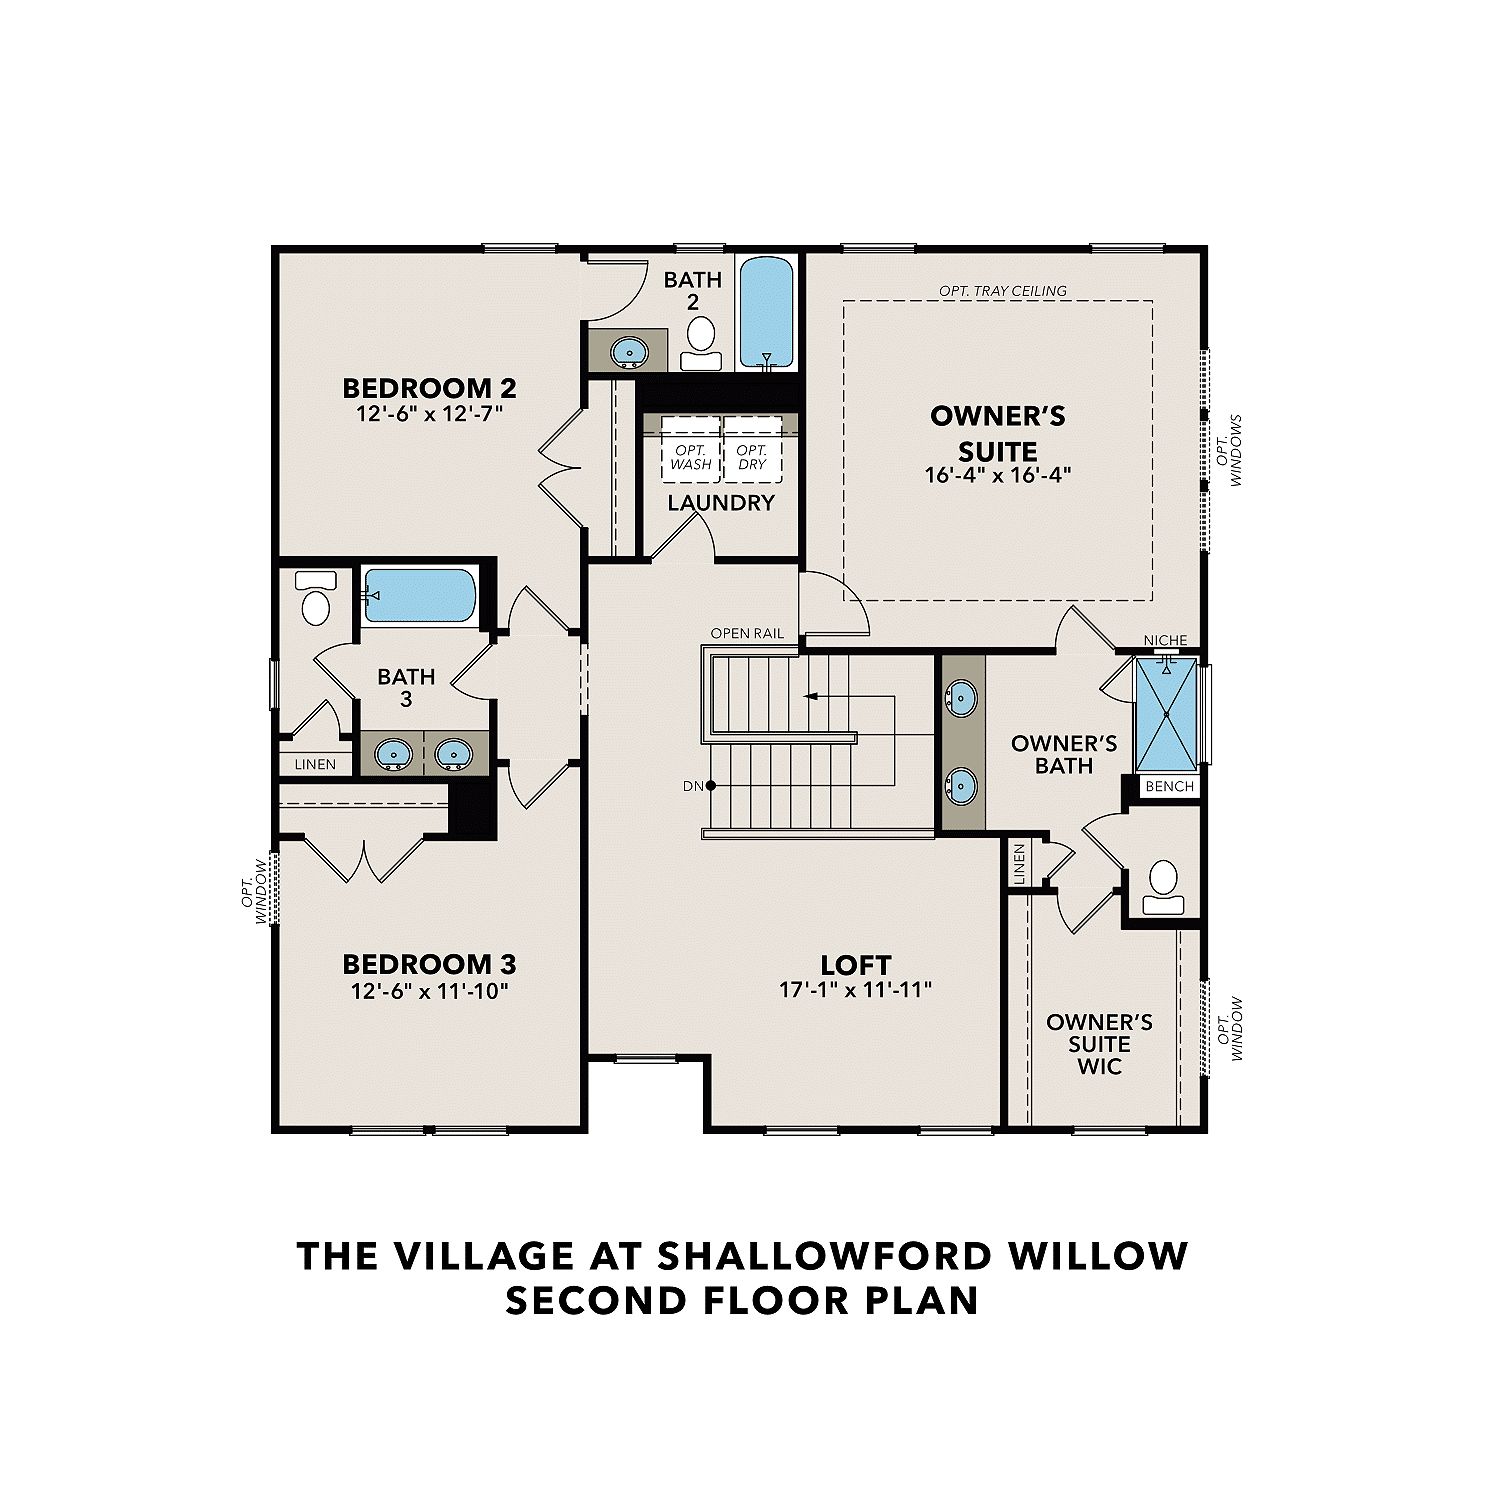 BATH
2
OPT. TRAY CEILING
BEDROOM 2
12'-6" x 12'-7"
OWNER'S
SUITE
16'-4" x 16'-4"
OPT.
WINDOWS
OPT.
WASH
OPT.
DRY
LAUNDRY
OPEN RAIL
NICHE
BATH
3
LINEN
DN
OWNER'S
BATH
BENCH
LINEN
OPT.
WINDOW
BEDROOM 3
12'-6" x 11'-10"
LOFT
17'-1" x 11'-11"
OWNER'S
SUITE
WIC
OPT.
WINDOW
THE VILLAGE AT SHALLOWFORD WILLOW
SECOND FLOOR PLAN